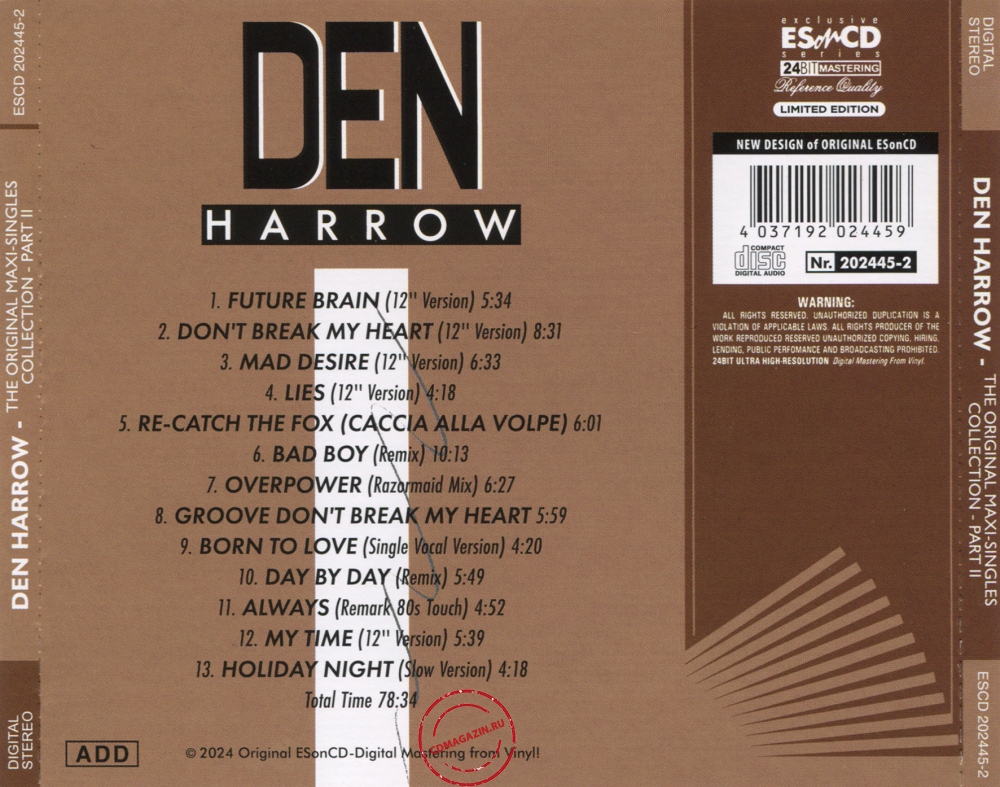 ESCD 202445-2
DEN HARROW - THE ORIGINAL MAXI-SINGLES
COLLECTION - PART II
DIGITAL
STEREO
DEN
HARROW
1. FUTURE BRAIN (12" Version) 5:34
2. DON'T BREAK MY HEART (12" Version) 8:31
3. MAD DESIRE (12" Version) 6:33
4. LIES (12" Version) 4:18
5. RE-CATCH THE FOX (CACCIA ALLA VOLPE) 6:01
6. BAD BOY (Remix) 10:13
7. OVERPOWER (Razormaid Mix) 6:27
8. GROOVE DON'T BREAK MY HEART 5:59
9. BORN TO LOVE (Single Vocal Version) 4:20
10. DAY BY DAY (Remix) 5:49
11. ALWAYS (Remark 80s Touch) 4:52
12. MY TIME (12" Version) 5:39
13. HOLIDAY NIGHT (Slow Version) 4:18
Total Time 78:34
ADD
© 2024 Original ESonCD-Digital Mastering from Vinyl!
CDMAGAZIN.RU
exclusive
ESonCD
series
24BIT MASTERING
Reference Quality
LIMITED EDITION
NEW DESIGN of ORIGINAL ESonCD
4 037192 024459
COMPACT
disc
DIGITAL AUDIO
Nr. 202445-2
WARNING:
ALL RIGHTS RESERVED. UNAUTHORIZED DUPLICATION IS A
VIOLATION OF APPLICABLE LAWS. ALL RIGHTS PRODUCER OF THE
WORK REPRODUCED RESERVED UNAUTHORIZED COPYING, HIRING,
LENDING, PUBLIC PERFOMANCE AND BROADCASTING PROHIBITED.
24BIT ULTRA HIGH-RESOLUTION Digital Mastering From Vinyl.
DIGITAL
STEREO
DEN HARROW - THE ORIGINAL MAXI-SINGLES
COLLECTION - PART II
ESCD 202445-2